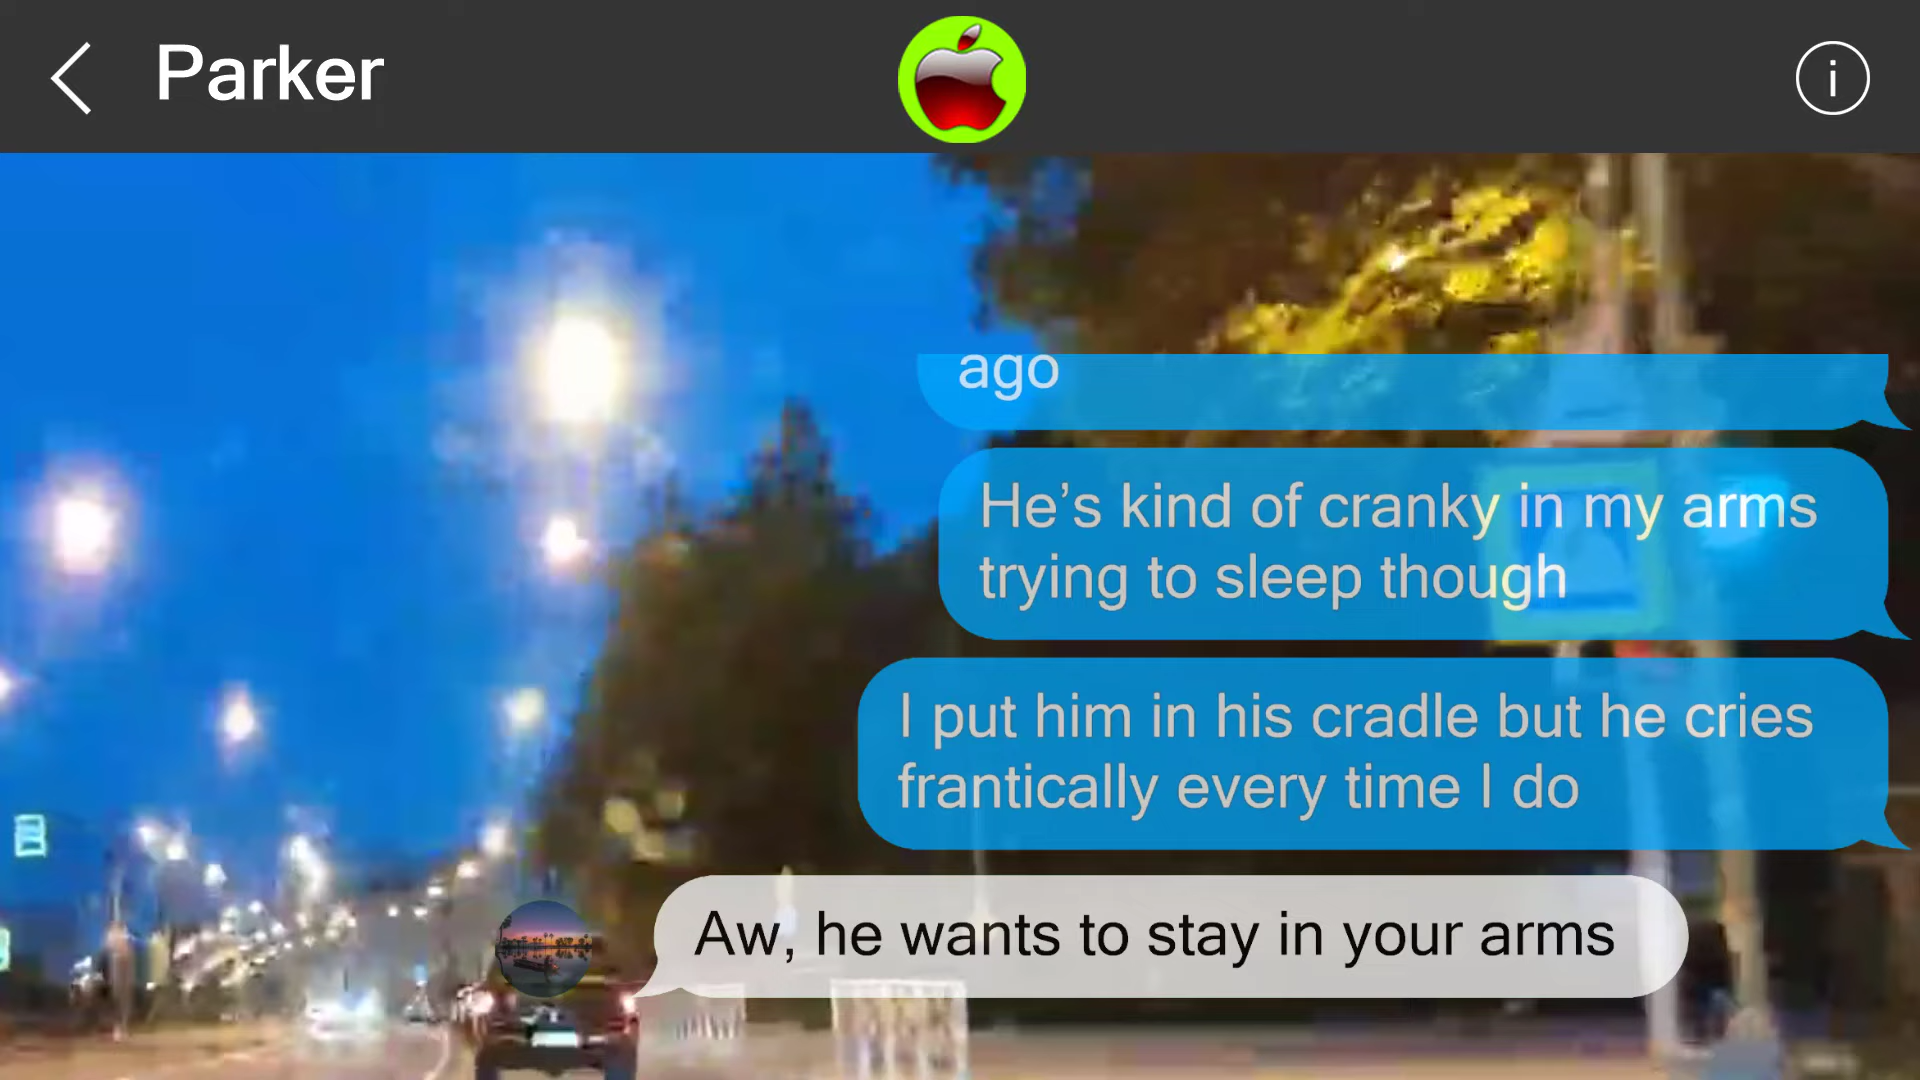 Parker
ago
He’s kind of cranky in my arms
trying to sleep though
I put him in his cradle but he cries
frantically every time I do
Aw, he wants to stay in your arms